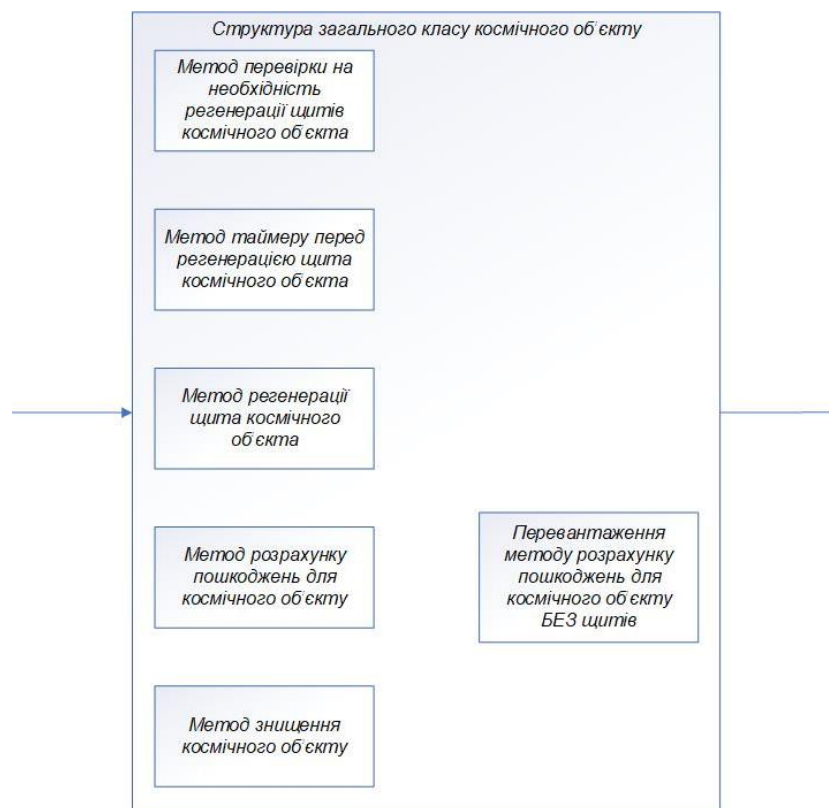 Структура загального класу космічного об'єкту
Метод перевірки на
необхідність
регенерації щитів
космічного об'єкта
Метод таймеру перед
регенерацією щита
космічного об'єкта
Метод регенерації
щита космічного
об'єкта
Метод розрахунку
пошкоджень для
космічного об'єкту
Перевантаження
методу розрахунку
пошкоджень для
космічного об'єкту
БЕЗ щитів
Метод знищення
космічного об'єкту